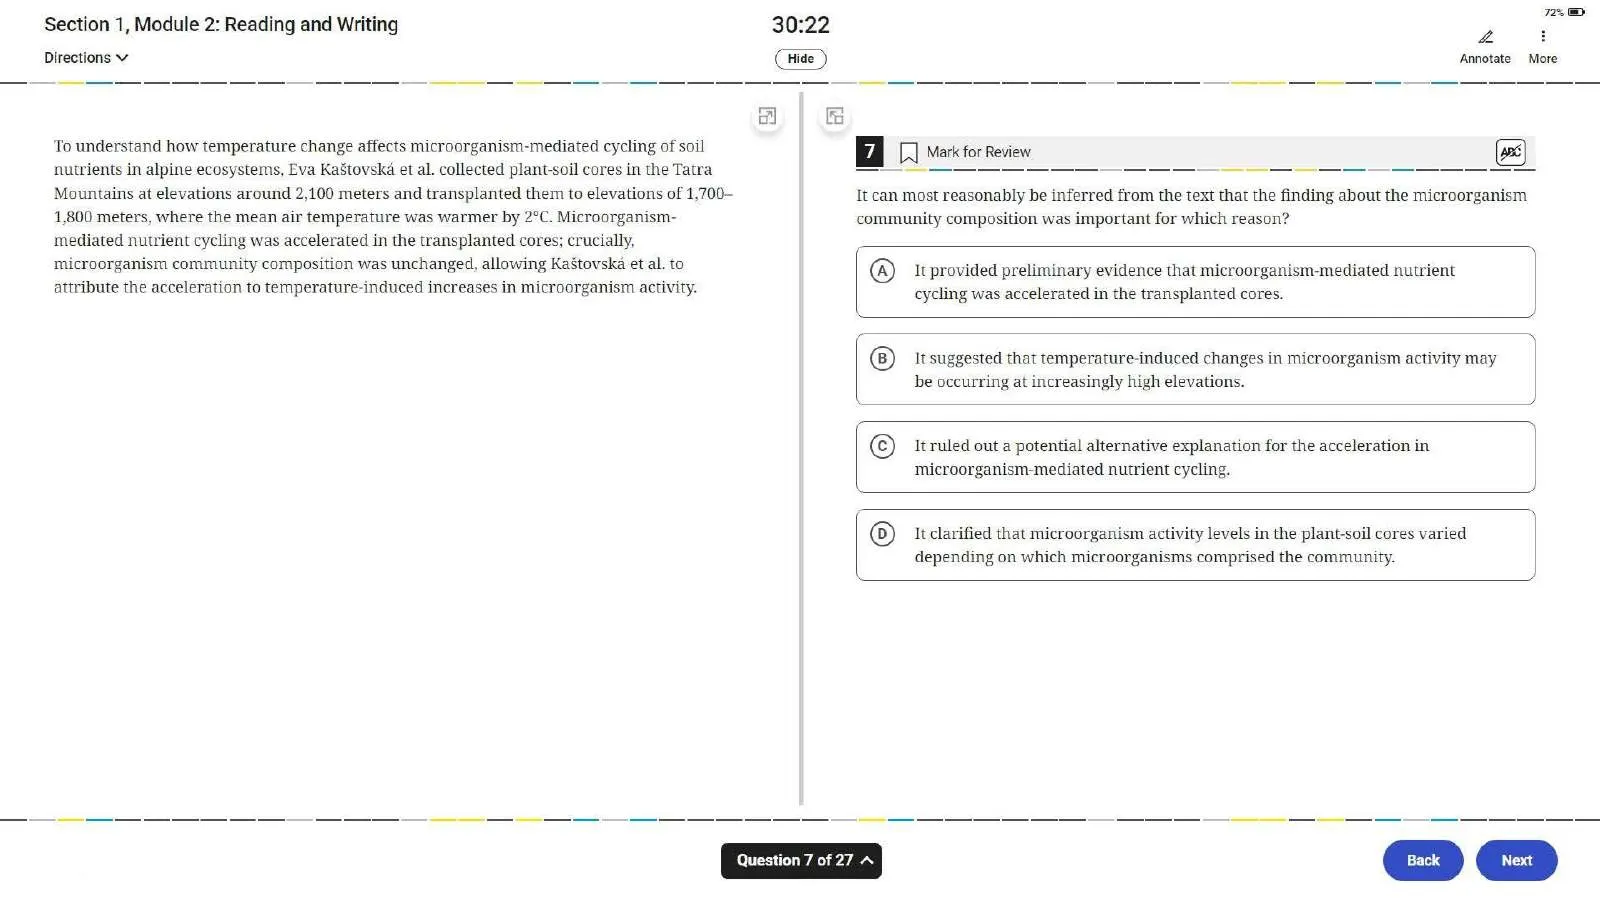 Section 1, Module 2: Reading and Writing
Directions
30:22
Hide
72%
Annotate
More
To understand how temperature change affects microorganism-mediated cycling of soil
nutrients in alpine ecosystems, Eva Kaštovská et al. collected plant-soil cores in the Tatra
Mountains at elevations around 2,100 meters and transplanted them to elevations of 1,700–
1,800 meters, where the mean air temperature was warmer by 2°C. Microorganism-
mediated nutrient cycling was accelerated in the transplanted cores; crucially,
microorganism community composition was unchanged, allowing Kaštovská et al. to
attribute the acceleration to temperature-induced increases in microorganism activity.
7
Mark for Review
ABC
It can most reasonably be inferred from the text that the finding about the microorganism
community composition was important for which reason?
A It provided preliminary evidence that microorganism-mediated nutrient
cycling was accelerated in the transplanted cores.
B It suggested that temperature-induced changes in microorganism activity may
be occurring at increasingly high elevations.
C It ruled out a potential alternative explanation for the acceleration in
microorganism-mediated nutrient cycling.
D It clarified that microorganism activity levels in the plant-soil cores varied
depending on which microorganisms comprised the community.
Question 7 of 27
Back
Next